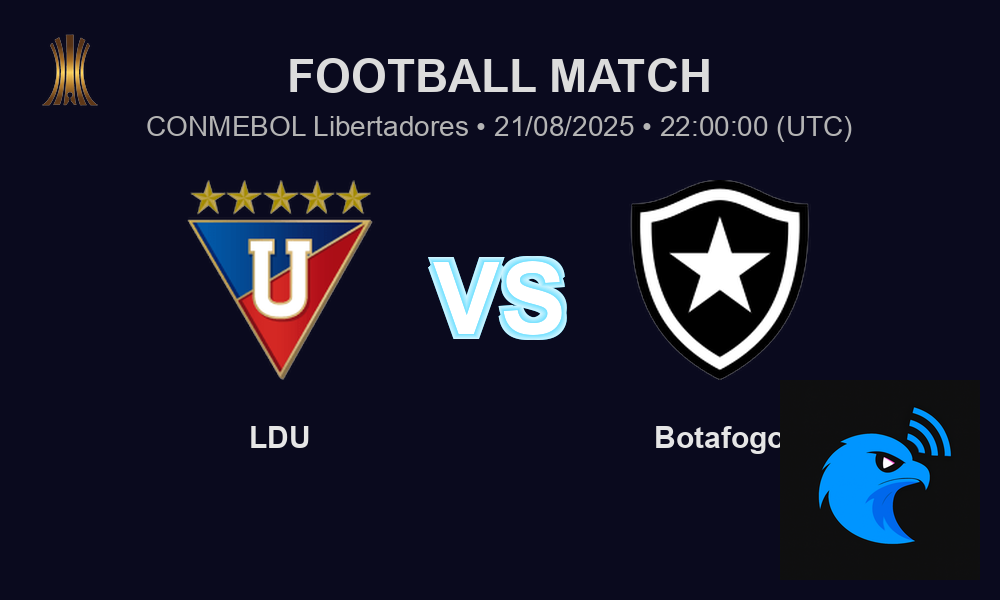 FOOTBALL MATCH
CONMEBOL Libertadores • 21/08/2025 • 22:00:00 (UTC)
U
VS
LDU
Botafogo